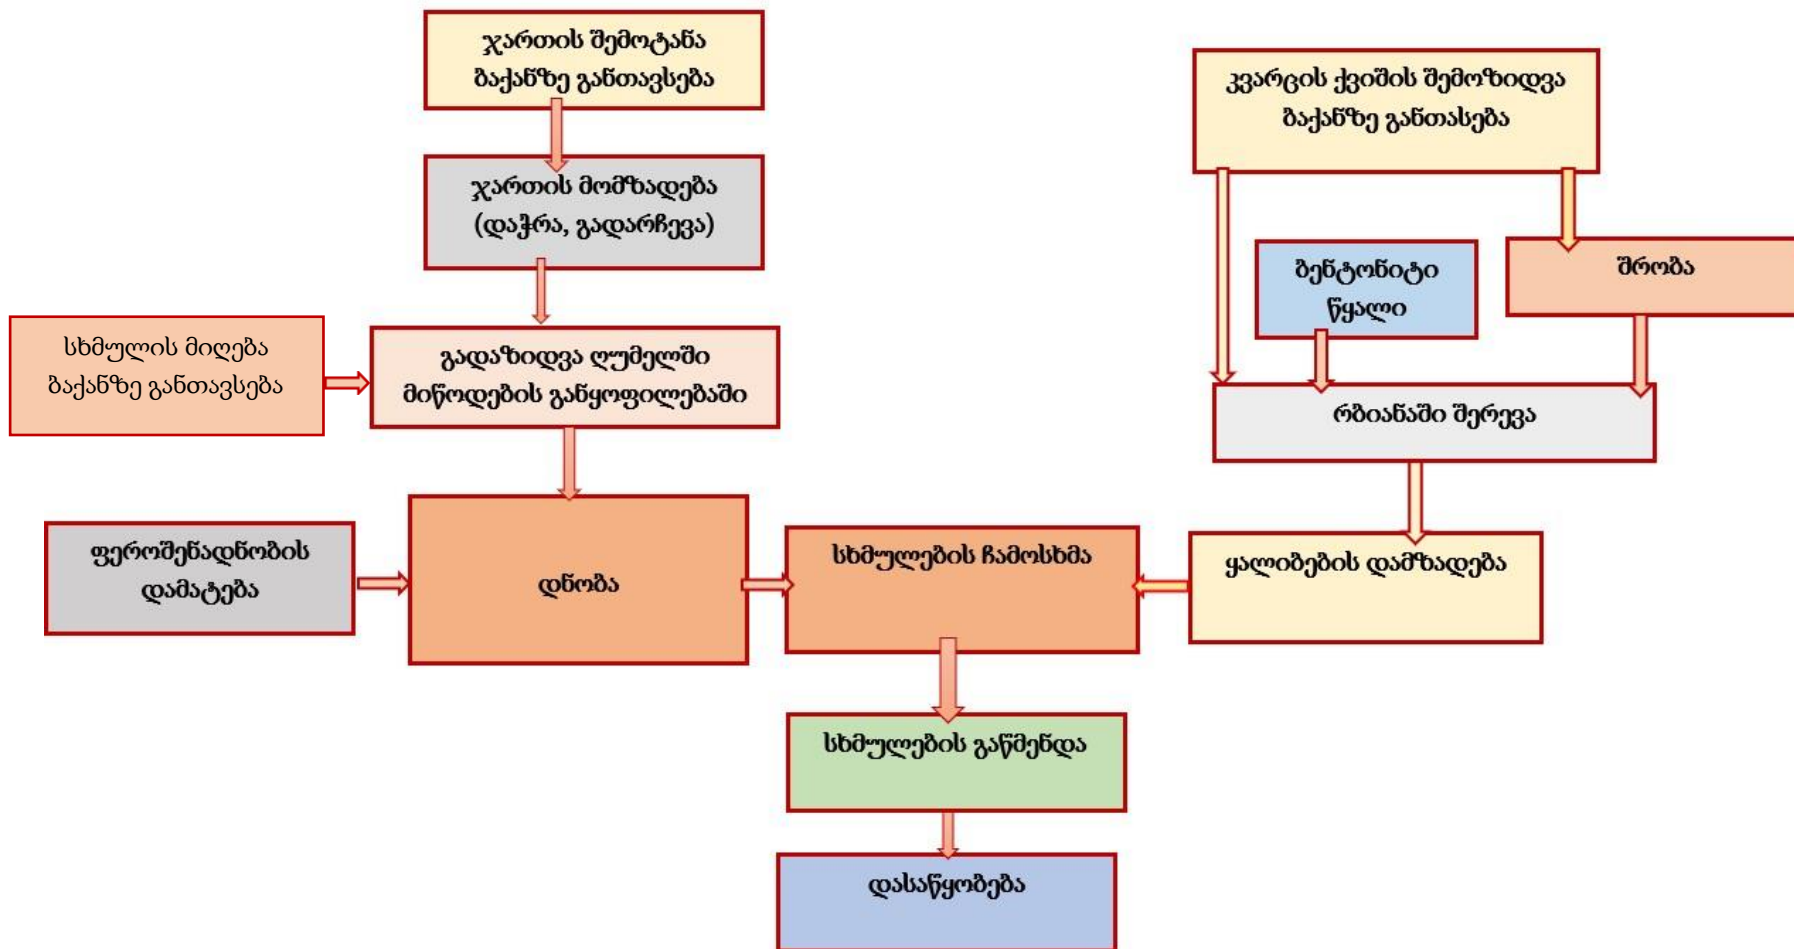 ჯართის შემოტანა
ბაქანზე განთავსება
კვარცის ქვიშის შემოზიდვა
ბაქანზე განთასება
ჯართის მომზადება
(დაჭრა, გადარჩევა)
ბენტონიტი
წყალი
შრობა
სხმულის მიღება
ბაქანზე განთავსება
გადაზიდვა ღუმელში
მიწოდების განყოფილებაში
რბიანაში შერევა
ფეროშენადნობის
დამატება
დნობა
სხმულების ჩამოსხმა
ყალიბების დამზადება
სხმულების გაწმენდა
დასაწყობება